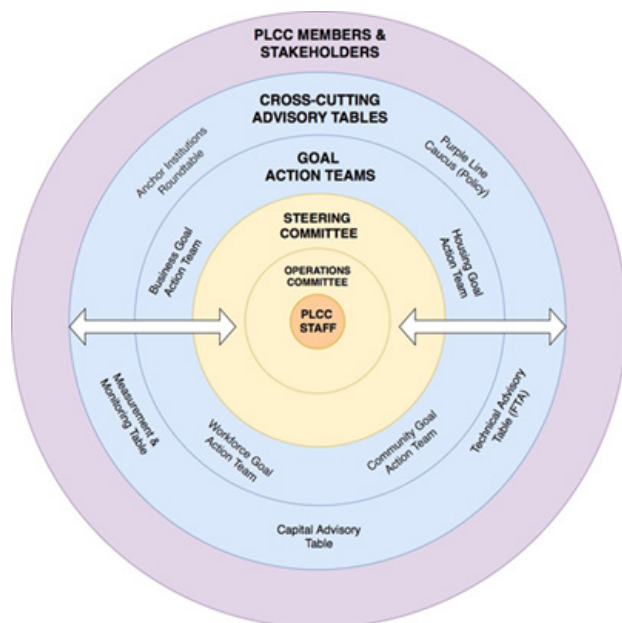 PLCC MEMBERS &
STAKEHOLDERS
CROSS-CUTTING
ADVISORY TABLES
Anchor Institutions
Roundtable
Purple Line
Caucus (Policy)
GOAL
ACTION TEAMS
Business Goal
Action Team
Housing Goal
Action Team
STEERING
COMMITTEE
OPERATIONS
COMMITTEE
PLCC
STAFF
Measurement &
Monitoring Table
Technical Advisory
Table (FTA)
Workforce Goal
Action Team
Community Goal
Action Team
Capital Advisory
Table